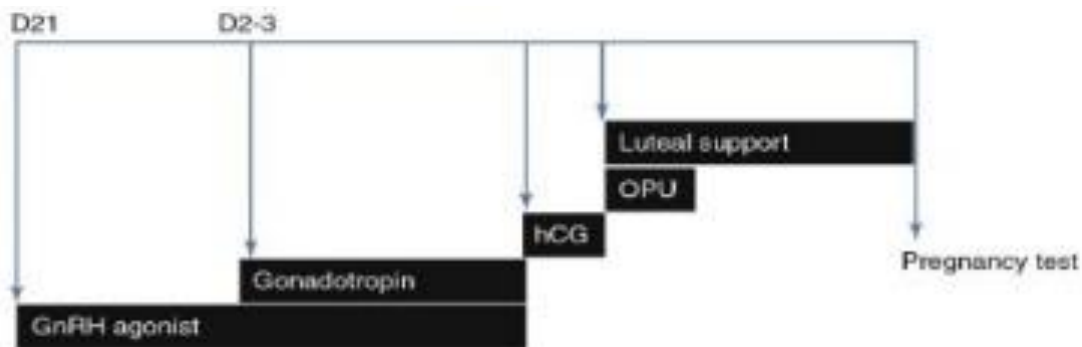 D21 D2-3
Luteal support
OPU
hCG
Pregnancy test
Gonadotropin
GnRH agonist